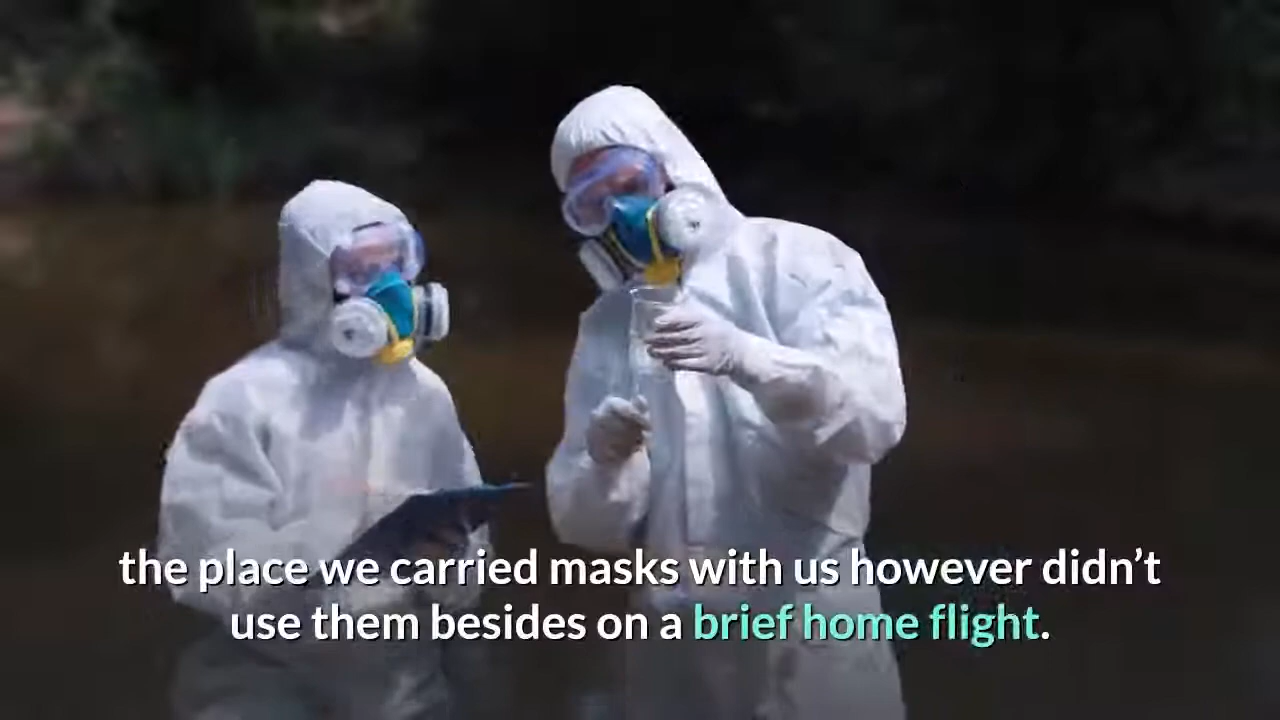 the place we carried masks with us however didn’t
use them besides on a brief home flight.